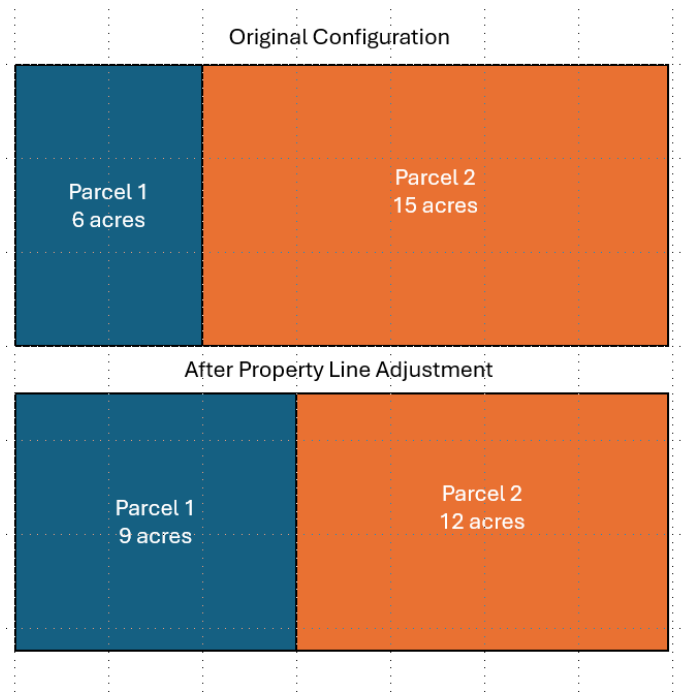 Original Configuration
Parcel 1
6 acres
Parcel 2
15 acres
After Property Line Adjustment
Parcel 1
9 acres
Parcel 2
12 acres